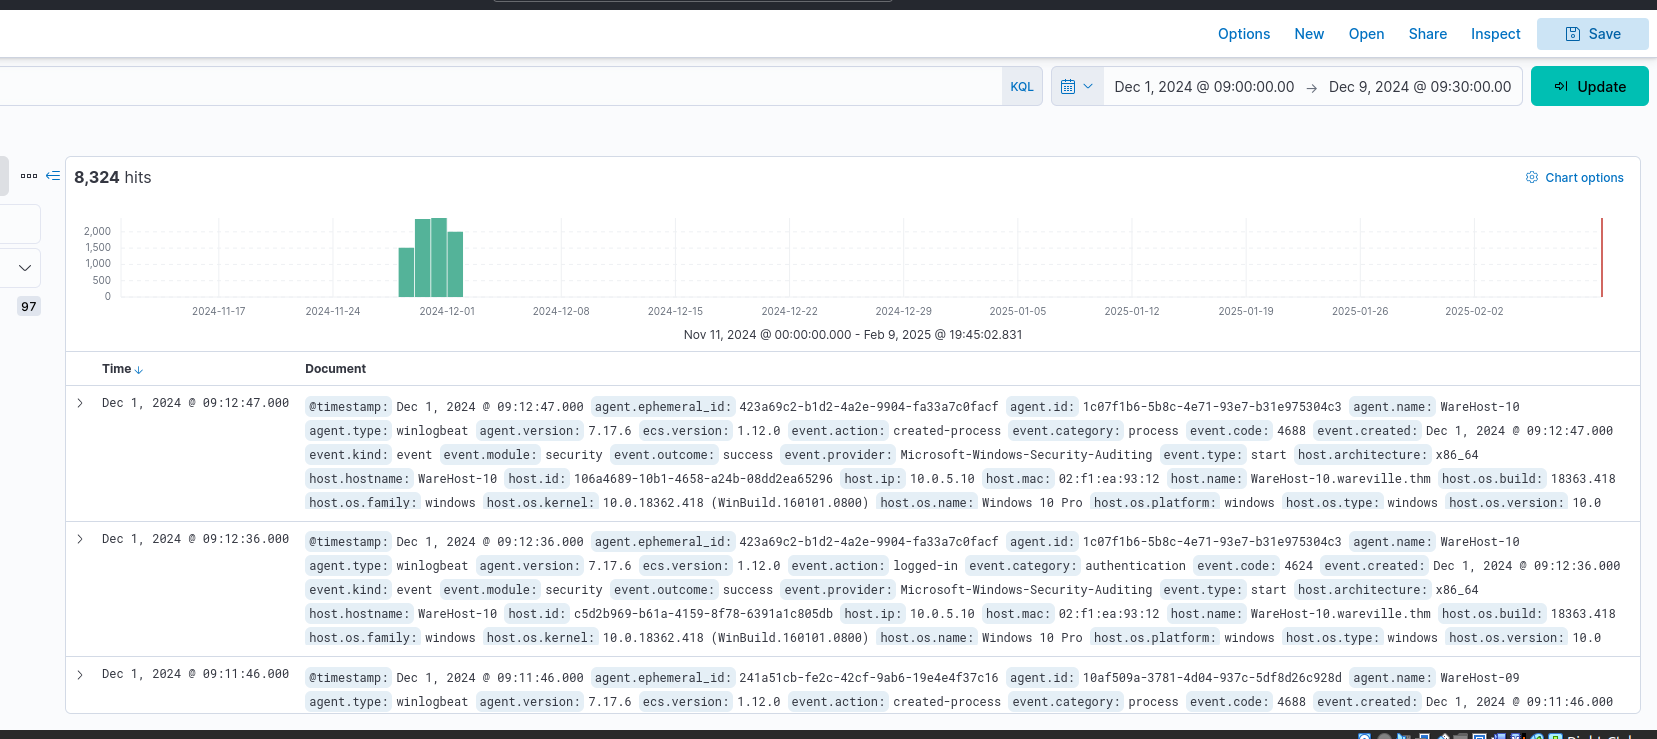 Options New Open Share Inspect Save
KQL Dec 1, 2024 @ 09:00:00.00 → Dec 9, 2024 @ 09:30:00.00 Update
8,324 hits
Chart options
2,000
1,500
1,000
500
0
97
2024-11-17 2024-11-24 2024-12-01 2024-12-08 2024-12-15 2024-12-22 2024-12-29 2025-01-05 2025-01-12 2025-01-19 2025-01-26 2025-02-02
Nov 11, 2024 @ 00:00:00.000 - Feb 9, 2025 @ 19:45:02.831
Time ↓ Document
Dec 1, 2024 @ 09:12:47.000 @timestamp: Dec 1, 2024 @ 09:12:47.000 agent.ephemeral_id: 423a69c2-b1d2-4a2e-9904-fa33a7c0facf agent.id: 1c07f1b6-5b8c-4e71-93e7-b31e975304c3 agent.name: WareHost-10
agent.type: winlogbeat agent.version: 7.17.6 ecs.version: 1.12.0 event.action: created-process event.category: process event.code: 4688 event.created: Dec 1, 2024 @ 09:12:47.000
event.kind: event event.module: security event.outcome: success event.provider: Microsoft-Windows-Security-Auditing event.type: start host.architecture: x86_64
host.hostname: WareHost-10 host.id: 106a4689-10b1-4658-a24b-08dd2ea65296 host.ip: 10.0.5.10 host.mac: 02:f1:ea:93:12 host.name: WareHost-10.wareville.thm host.os.build: 18363.418
host.os.family: windows host.os.kernel: 10.0.18362.418 (WinBuild.160101.0800) host.os.name: Windows 10 Pro host.os.platform: windows host.os.type: windows host.os.version: 10.0
Dec 1, 2024 @ 09:12:36.000 @timestamp: Dec 1, 2024 @ 09:12:36.000 agent.ephemeral_id: 423a69c2-b1d2-4a2e-9904-fa33a7c0facf agent.id: 1c07f1b6-5b8c-4e71-93e7-b31e975304c3 agent.name: WareHost-10
agent.type: winlogbeat agent.version: 7.17.6 ecs.version: 1.12.0 event.action: logged-in event.category: authentication event.code: 4624 event.created: Dec 1, 2024 @ 09:12:36.000
event.kind: event event.module: security event.outcome: success event.provider: Microsoft-Windows-Security-Auditing event.type: start host.architecture: x86_64
host.hostname: WareHost-10 host.id: c5d2b969-b61a-4159-8f78-6391a1c805db host.ip: 10.0.5.10 host.mac: 02:f1:ea:93:12 host.name: WareHost-10.wareville.thm host.os.build: 18363.418
host.os.family: windows host.os.kernel: 10.0.18362.418 (WinBuild.160101.0800) host.os.name: Windows 10 Pro host.os.platform: windows host.os.type: windows host.os.version: 10.0
Dec 1, 2024 @ 09:11:46.000 @timestamp: Dec 1, 2024 @ 09:11:46.000 agent.ephemeral_id: 241a51cb-fe2c-42cf-9ab6-19e4e4f37c16 agent.id: 10af509a-3781-4d04-937c-5df8d26c928d agent.name: WareHost-09
agent.type: winlogbeat agent.version: 7.17.6 ecs.version: 1.12.0 event.action: created-process event.category: process event.code: 4688 event.created: Dec 1, 2024 @ 09:11:46.000